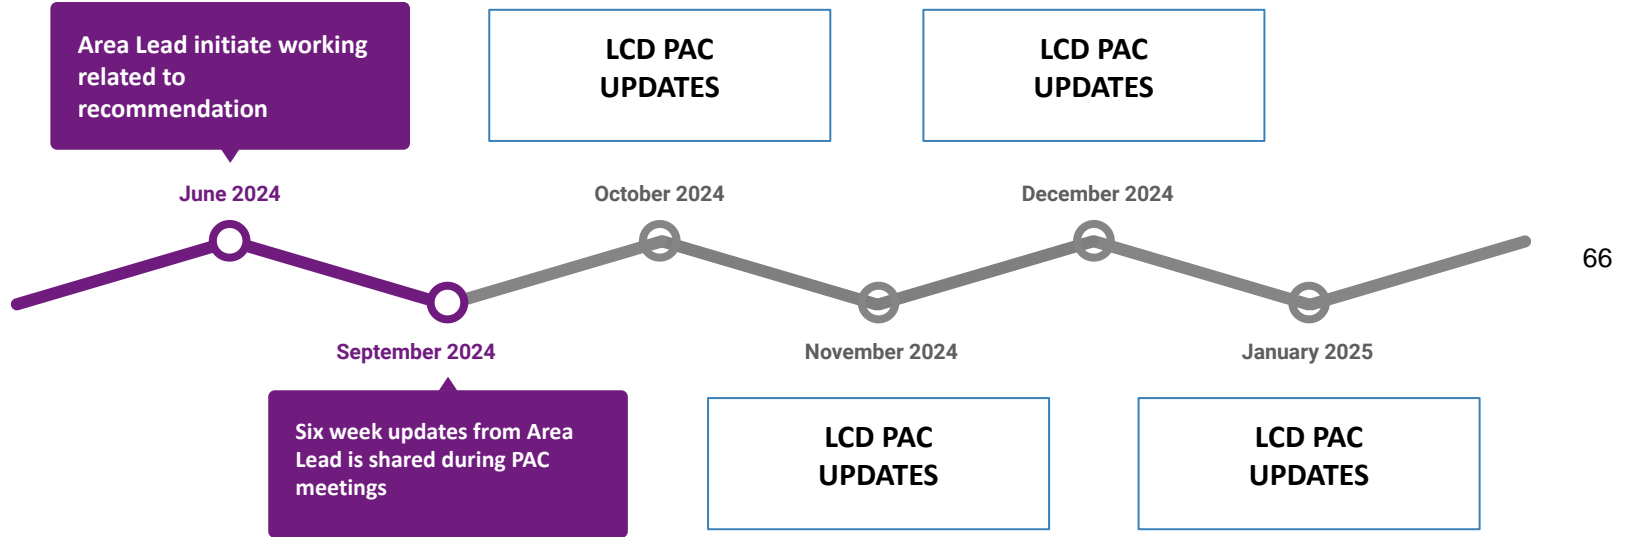 Area Lead initiate working
related to
recommendation
LCD PAC
UPDATES
LCD PAC
UPDATES
June 2024
October 2024
December 2024
66
September 2024
November 2024
January 2025
Six week updates from Area
Lead is shared during PAC
meetings
LCD PAC
UPDATES
LCD PAC
UPDATES